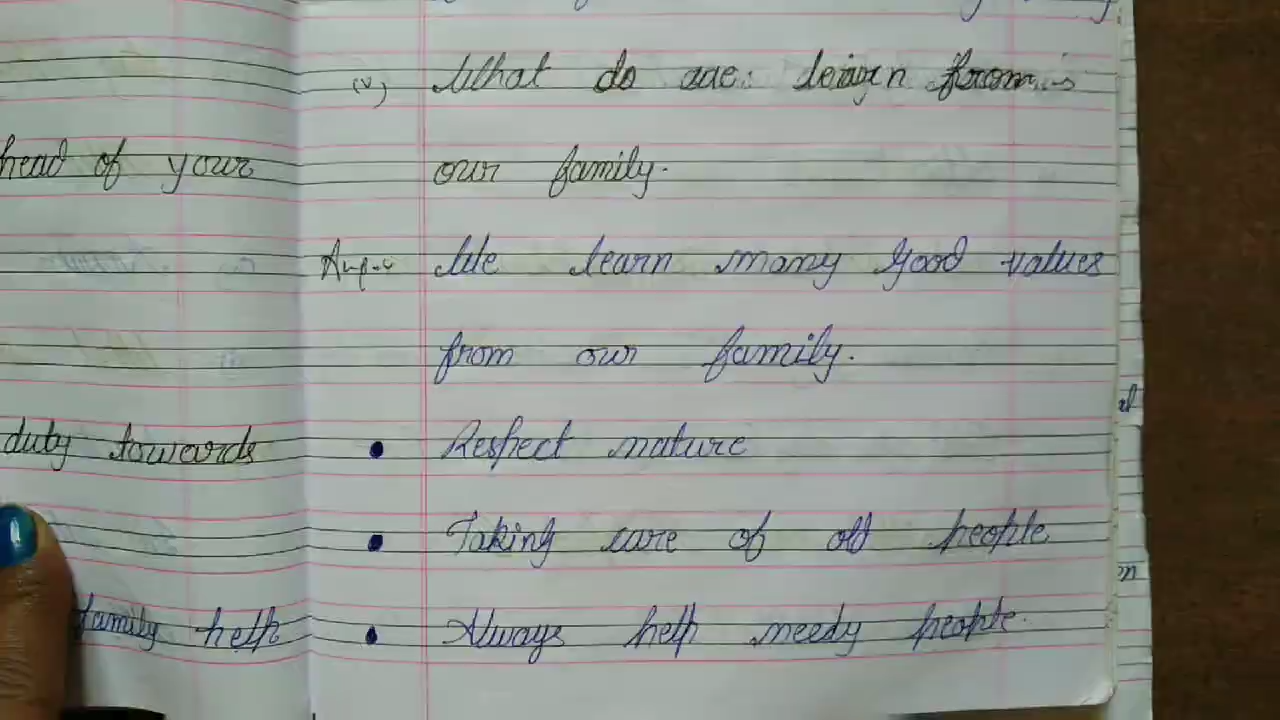 head of your
duty towards
family help
(v) What do we learn from
our family.
We learn many good values
from our family.
• Respect nature
• Taking care of old people
• Always help needy people.